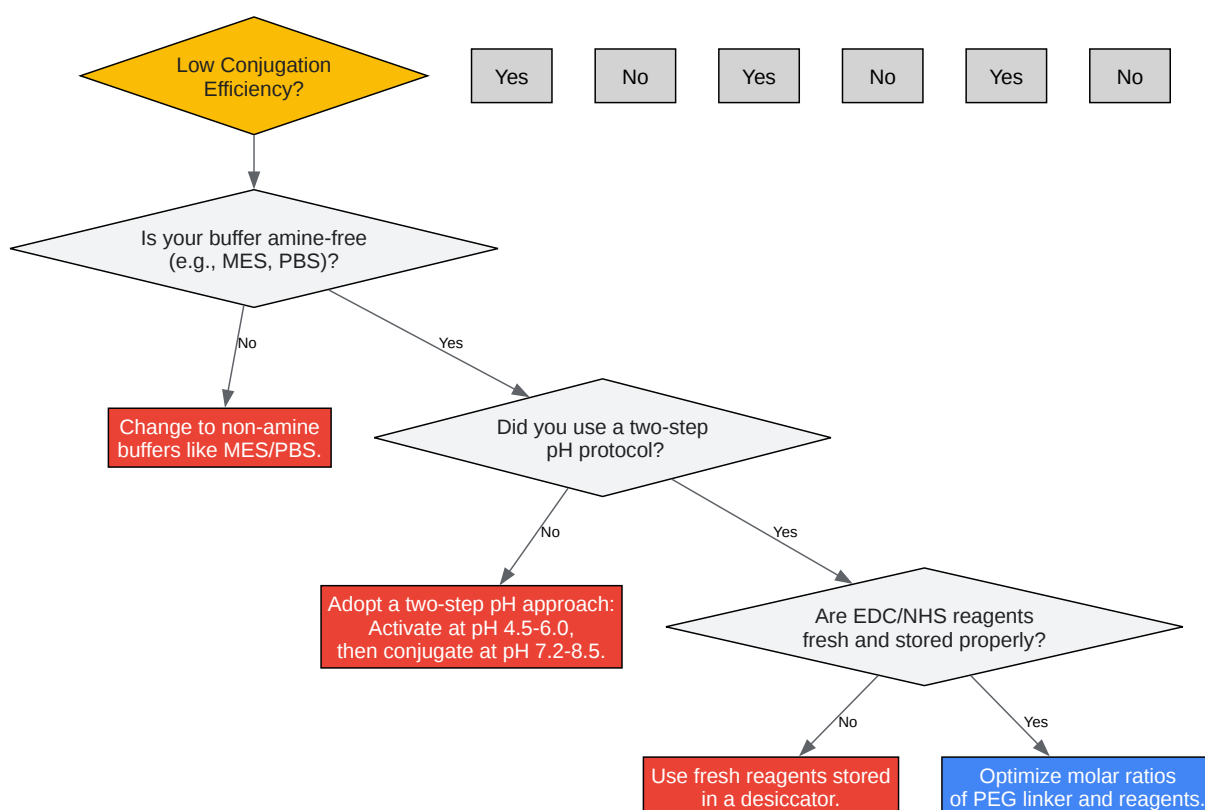 Low Conjugation
Efficiency?
Yes
No
Yes
No
Yes
No
Is your buffer amine-free
(e.g., MES, PBS)?
No
Yes
Change to non-amine
buffers like MES/PBS.
Did you use a two-step
pH protocol?
No
Yes
Adopt a two-step pH approach:
Activate at pH 4.5-6.0,
then conjugate at pH 7.2-8.5.
Are EDC/NHS reagents
fresh and stored properly?
No
Yes
Use fresh reagents stored
in a desiccator.
Optimize molar ratios
of PEG linker and reagents.